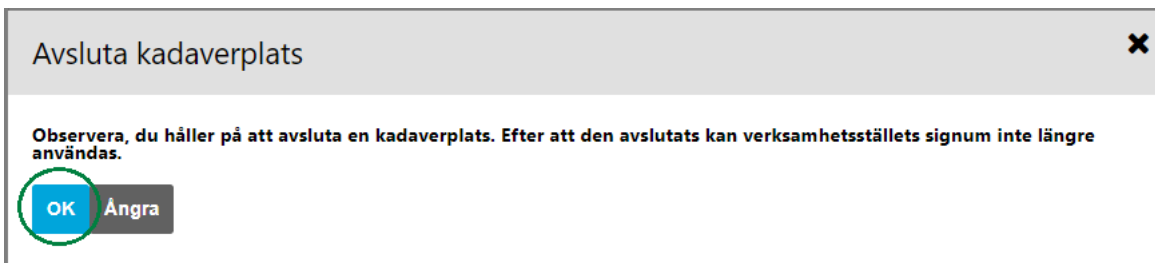 Avsluta kadaverplats
Observera, du håller på att avsluta en kadaverplats. Efter att den avslutats kan verksamhetsställets signum inte längre
användas.
OK Ångra